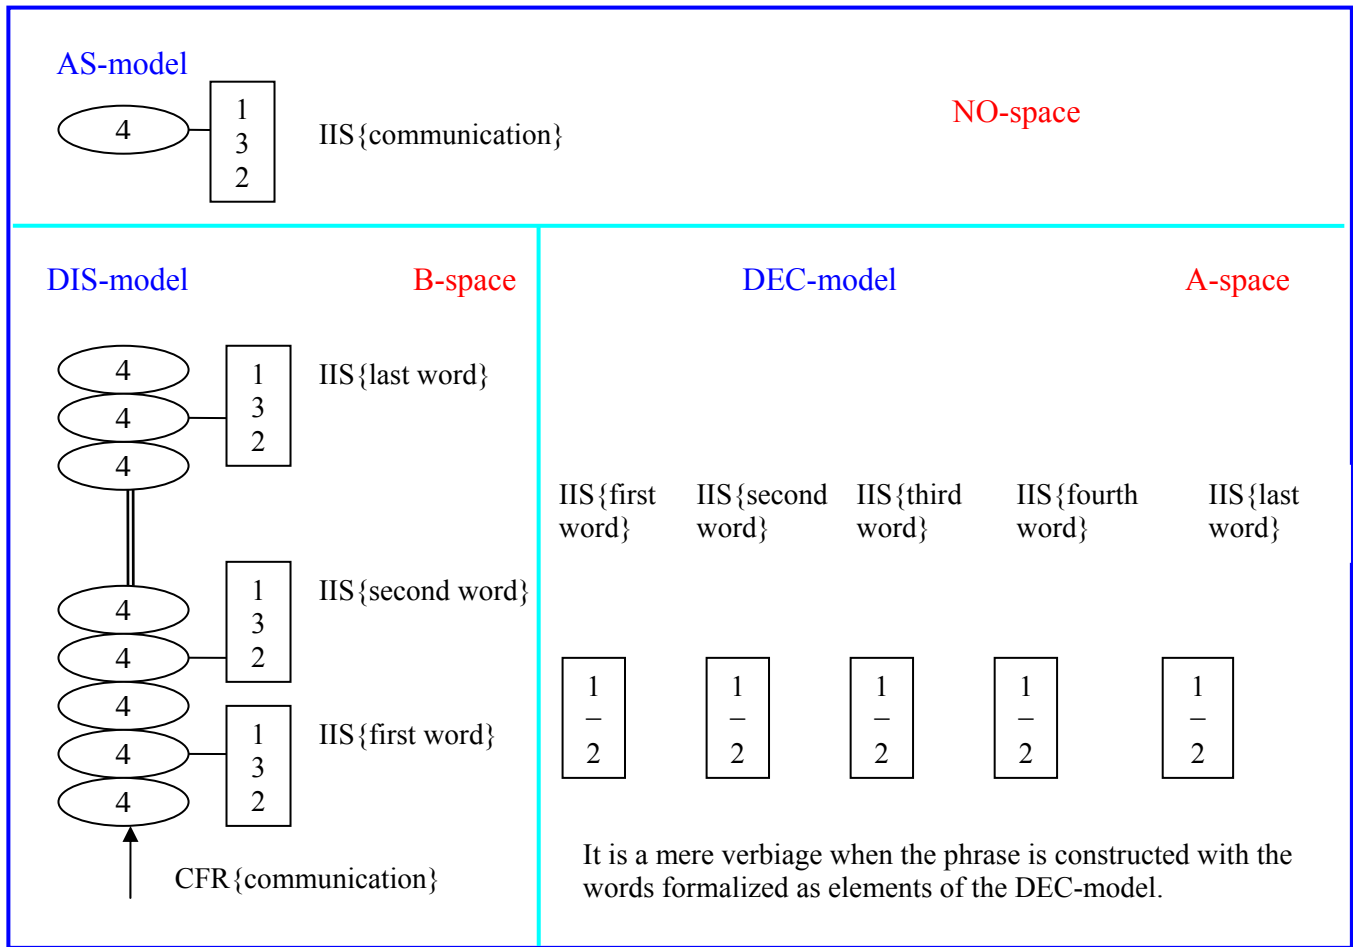 AS-model
NO-space
4
1
3
2
IIS{communication}
DIS-model
B-space
4
4
4
1
3
2
IIS{last word}
4
4
4
4
4
1
3
2
IIS{second word}
1
3
2
IIS{first word}
CFR{communication}
DEC-model
A-space
IIS{first
word}
IIS{second
word}
IIS{third
word}
IIS{fourth
word}
IIS{last
word}
1
–
2
1
–
2
1
–
2
1
–
2
1
–
2
It is a mere verbiage when the phrase is constructed with the
words formalized as elements of the DEC-model.